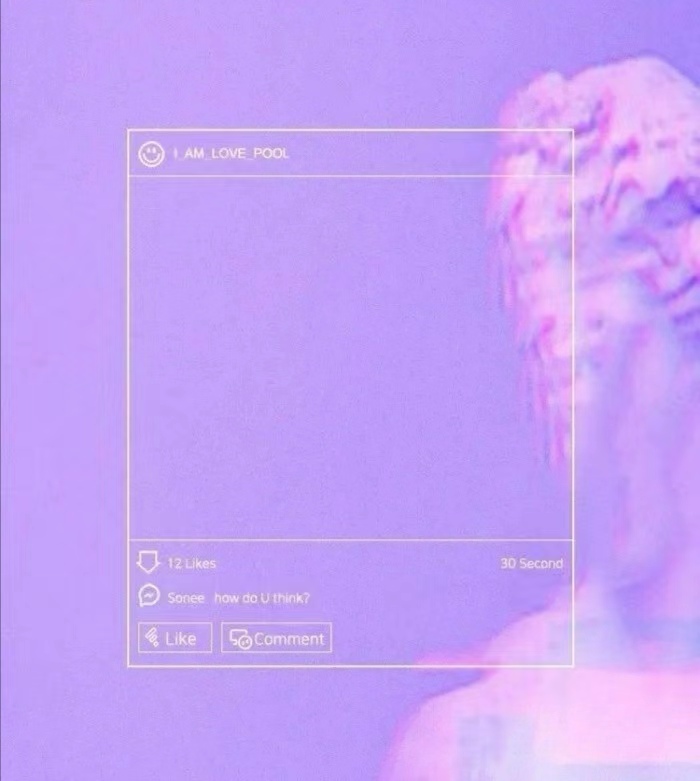 I_AM_LOVE_POOL
12 Likes 30 Second
Sonee how do U think?
Like Comment